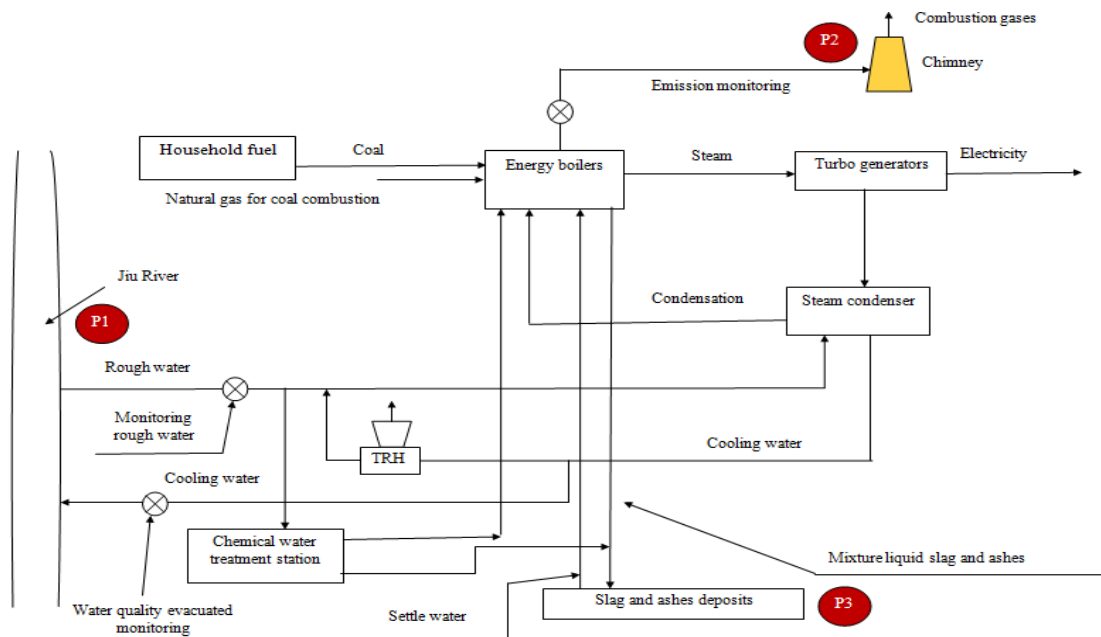 Combustion gases
P2
Chimney
Emission monitoring
Household fuel
Coal
Energy boilers
Steam
Turbo generators
Electricity
Natural gas for coal combustion
Jiu River
P1
Condensation
Steam condenser
Rough water
Monitoring
rough water
TRH
Cooling water
Cooling water
Chemical water
treatment station
Mixture liquid slag and ashes
Water quality evacuated
monitoring
Settle water
Slag and ashes deposits
P3